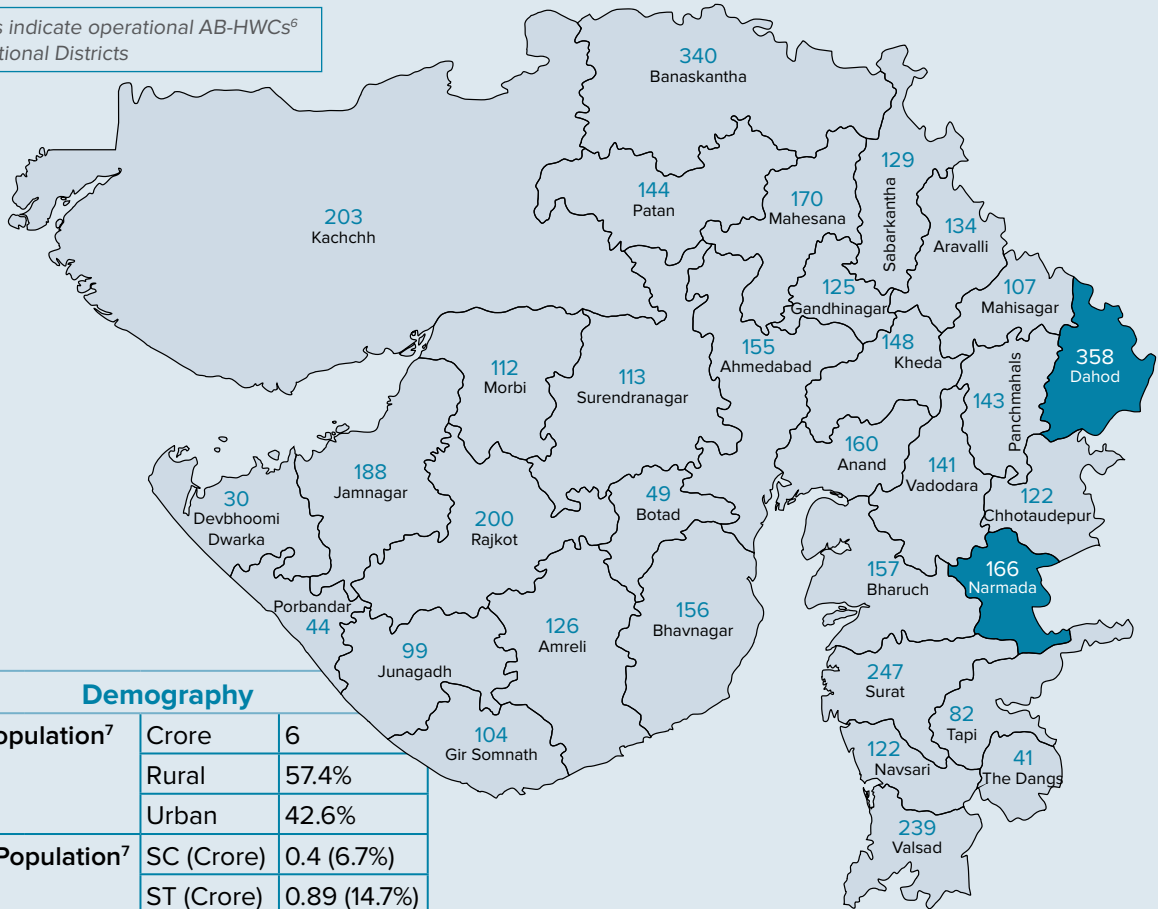 s indicate operational AB-HWCs⁶
tional Districts
340
Banaskantha
129
Sabarkantha
144
Patan
170
Mahesana
203
Kachchh
134
Aravalli
125
Gandhinagar
107
Mahisagar
155
Ahmedabad
148
Kheda
358
Dahod
112
Morbi
113
Surendranagar
143
Panchmahals
160
Anand
141
Vadodara
188
Jamnagar
30
Devbhoomi
Dwarka
49
Botad
122
Chhotaudepur
200
Rajkot
157
Bharuch
166
Narmada
Porbandar
44
156
Bhavnagar
126
Amreli
99
Junagadh
247
Surat
82
Tapi
104
Gir Somnath
122
Navsari
41
The Dangs
239
Valsad
Demography
opulation⁷ Crore 6
Rural 57.4%
Urban 42.6%
Population⁷ SC (Crore) 0.4 (6.7%)
ST (Crore) 0.89 (14.7%)